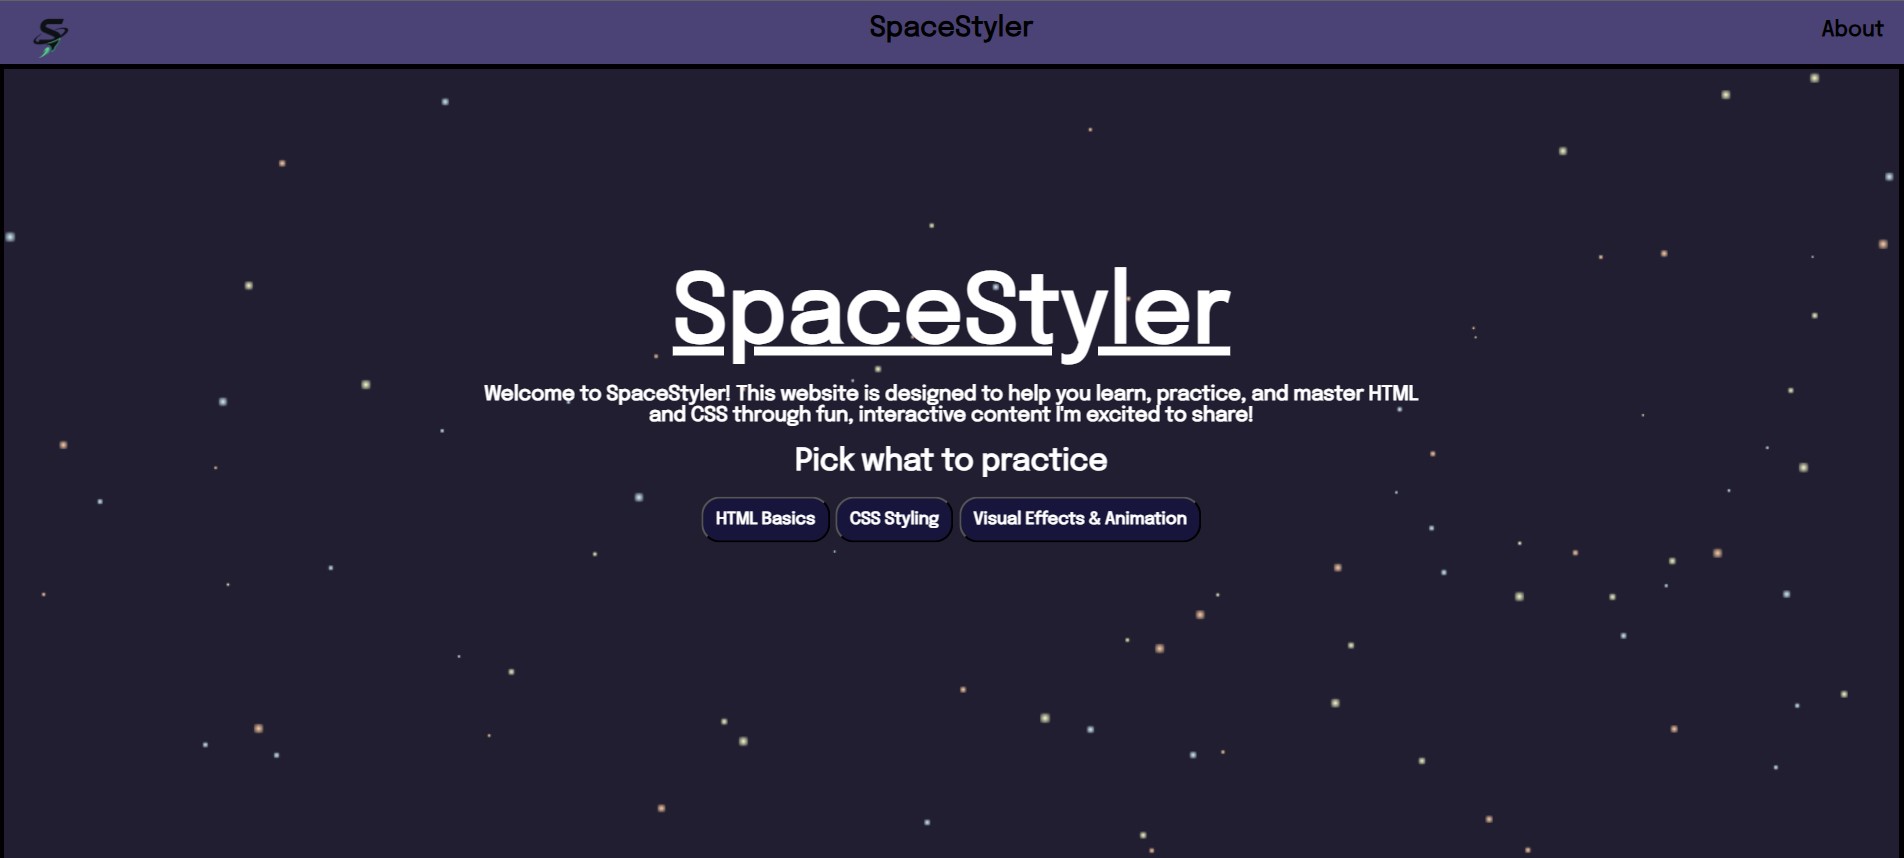 SpaceStyler
About
SpaceStyler
Welcome to SpaceStyler! This website is designed to help you learn, practice, and master HTML
and CSS through fun, interactive content I'm excited to share!
Pick what to practice
HTML Basics
CSS Styling
Visual Effects & Animation